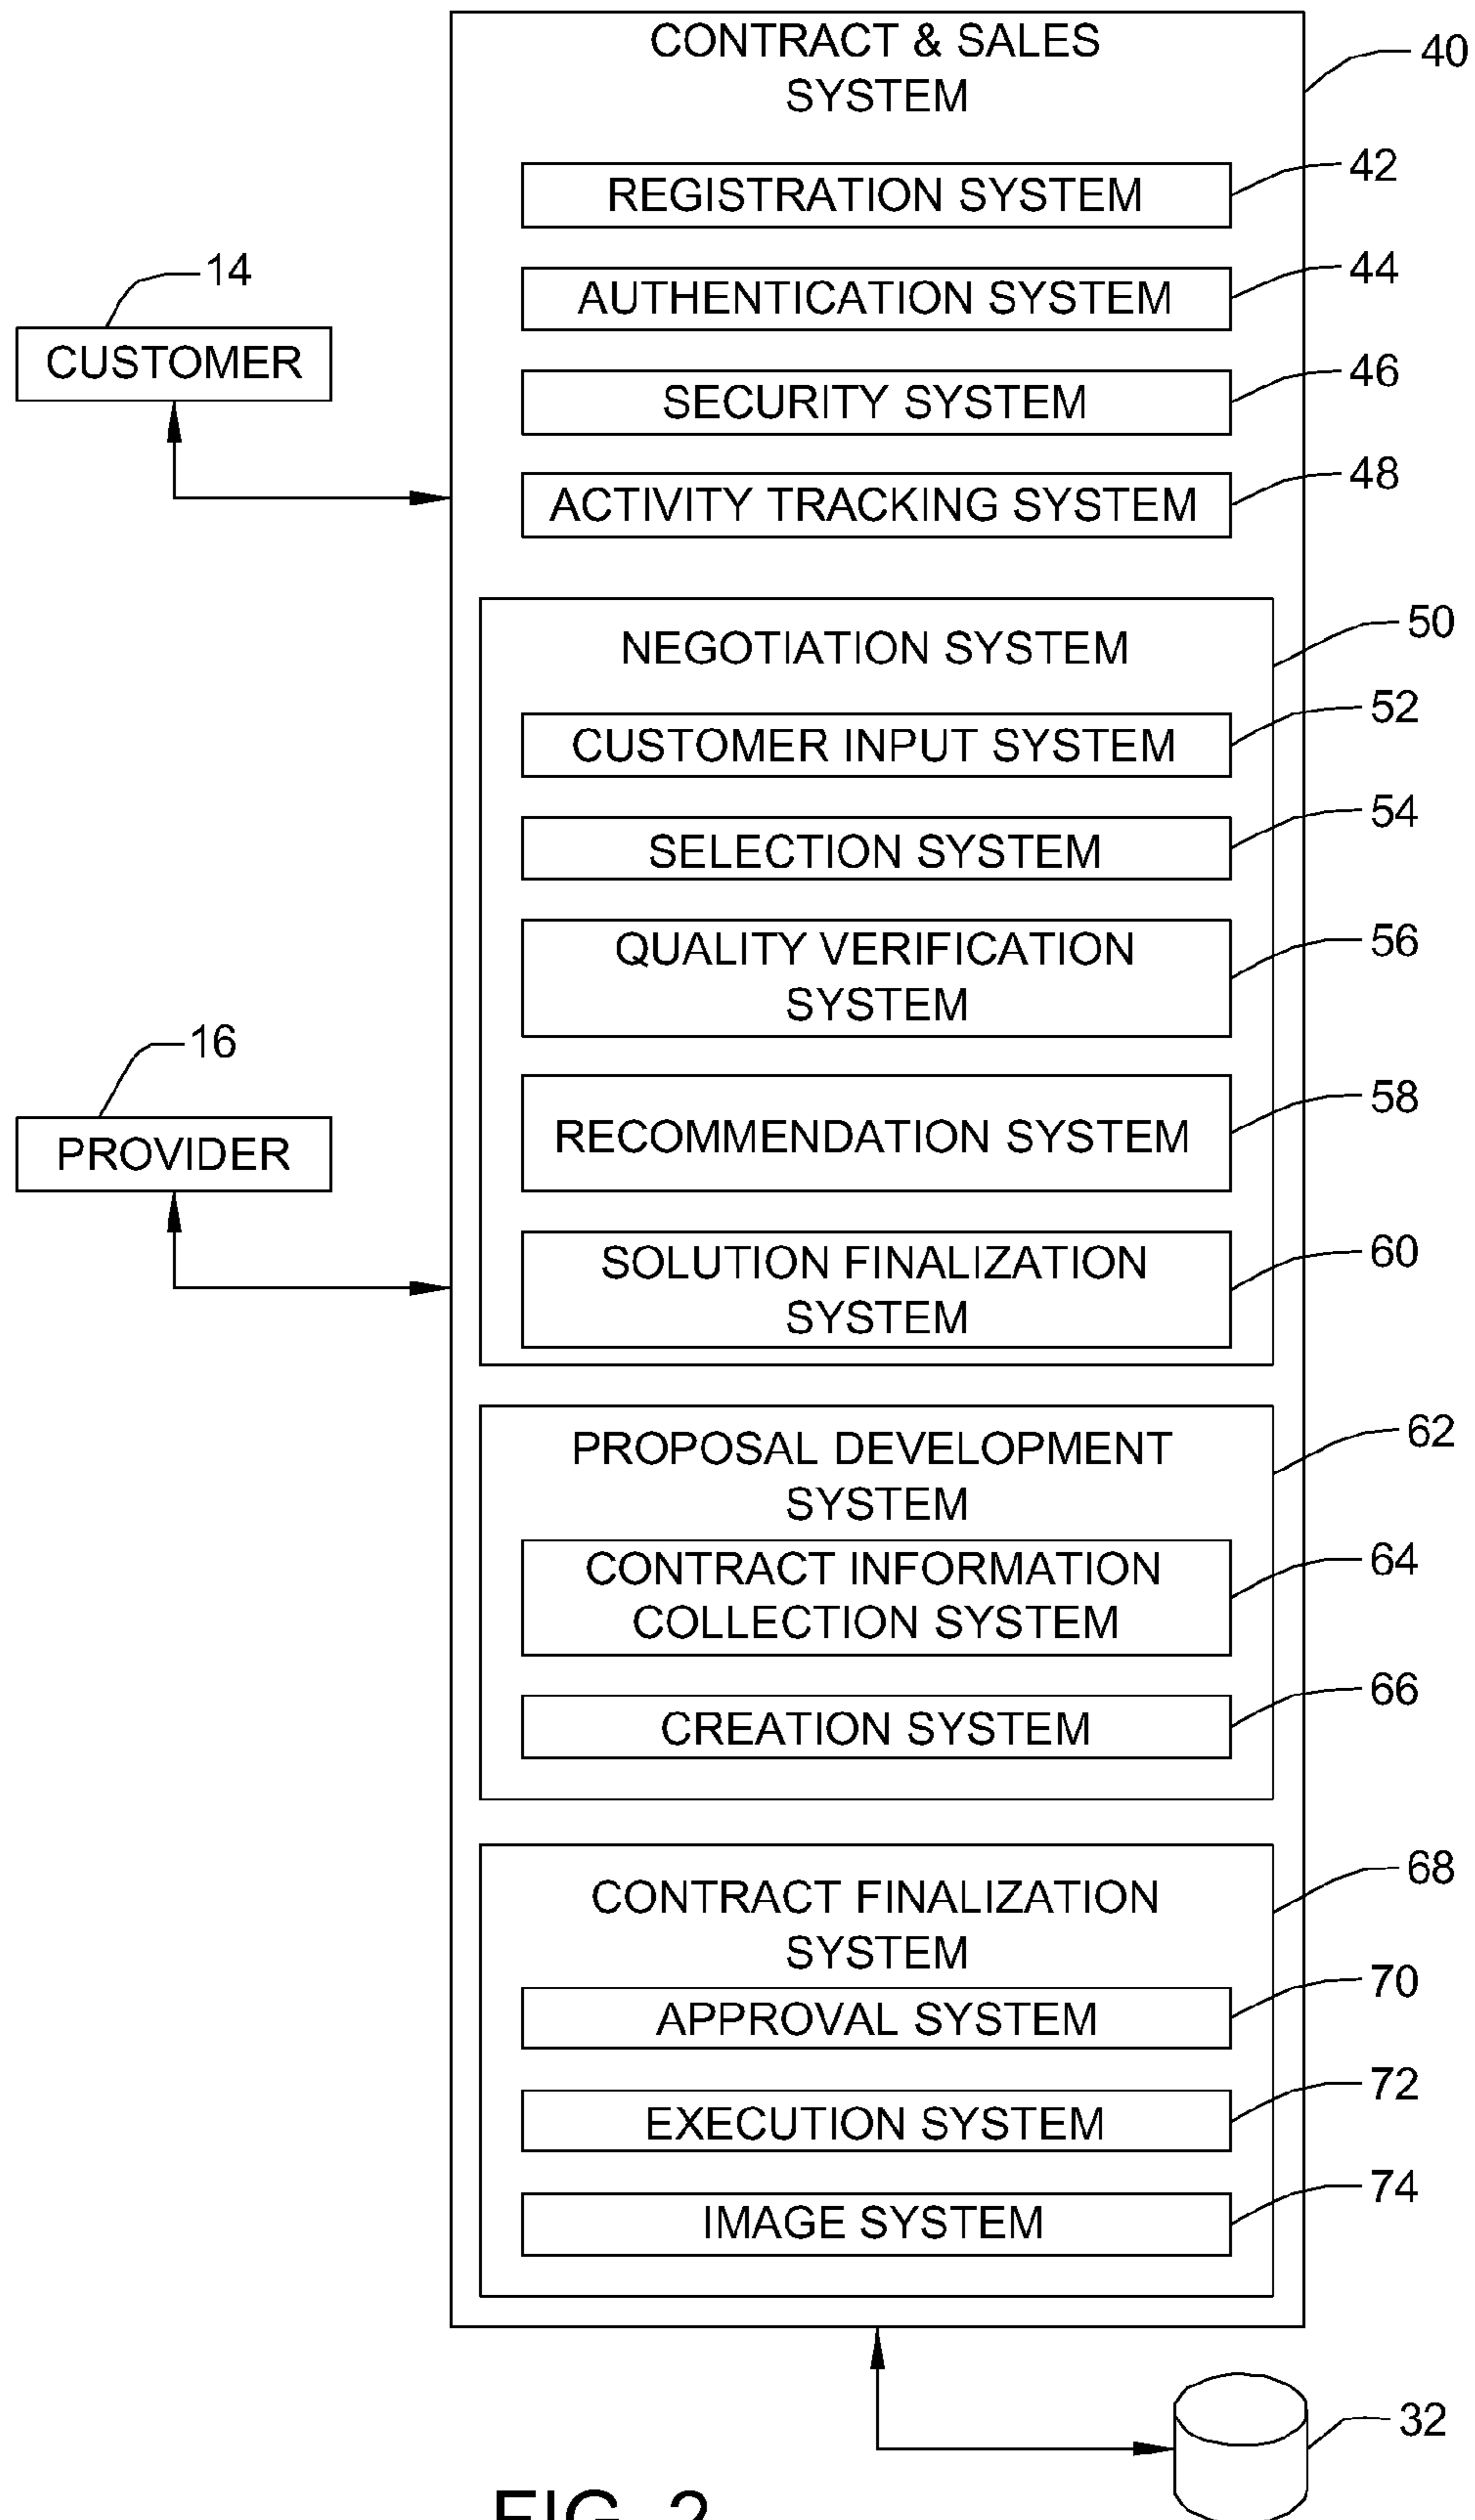 CONTRACT & SALES
SYSTEM
40
REGISTRATION SYSTEM
42
AUTHENTICATION SYSTEM
44
14
CUSTOMER
SECURITY SYSTEM
46
ACTIVITY TRACKING SYSTEM
48
NEGOTIATION SYSTEM
50
CUSTOMER INPUT SYSTEM
52
SELECTION SYSTEM
54
QUALITY VERIFICATION
SYSTEM
56
16
PROVIDER
RECOMMENDATION SYSTEM
58
SOLUTION FINALIZATION
SYSTEM
60
PROPOSAL DEVELOPMENT
SYSTEM
62
CONTRACT INFORMATION
COLLECTION SYSTEM
64
CREATION SYSTEM
66
CONTRACT FINALIZATION
SYSTEM
68
APPROVAL SYSTEM
70
EXECUTION SYSTEM
72
IMAGE SYSTEM
74
32
FIG. 2